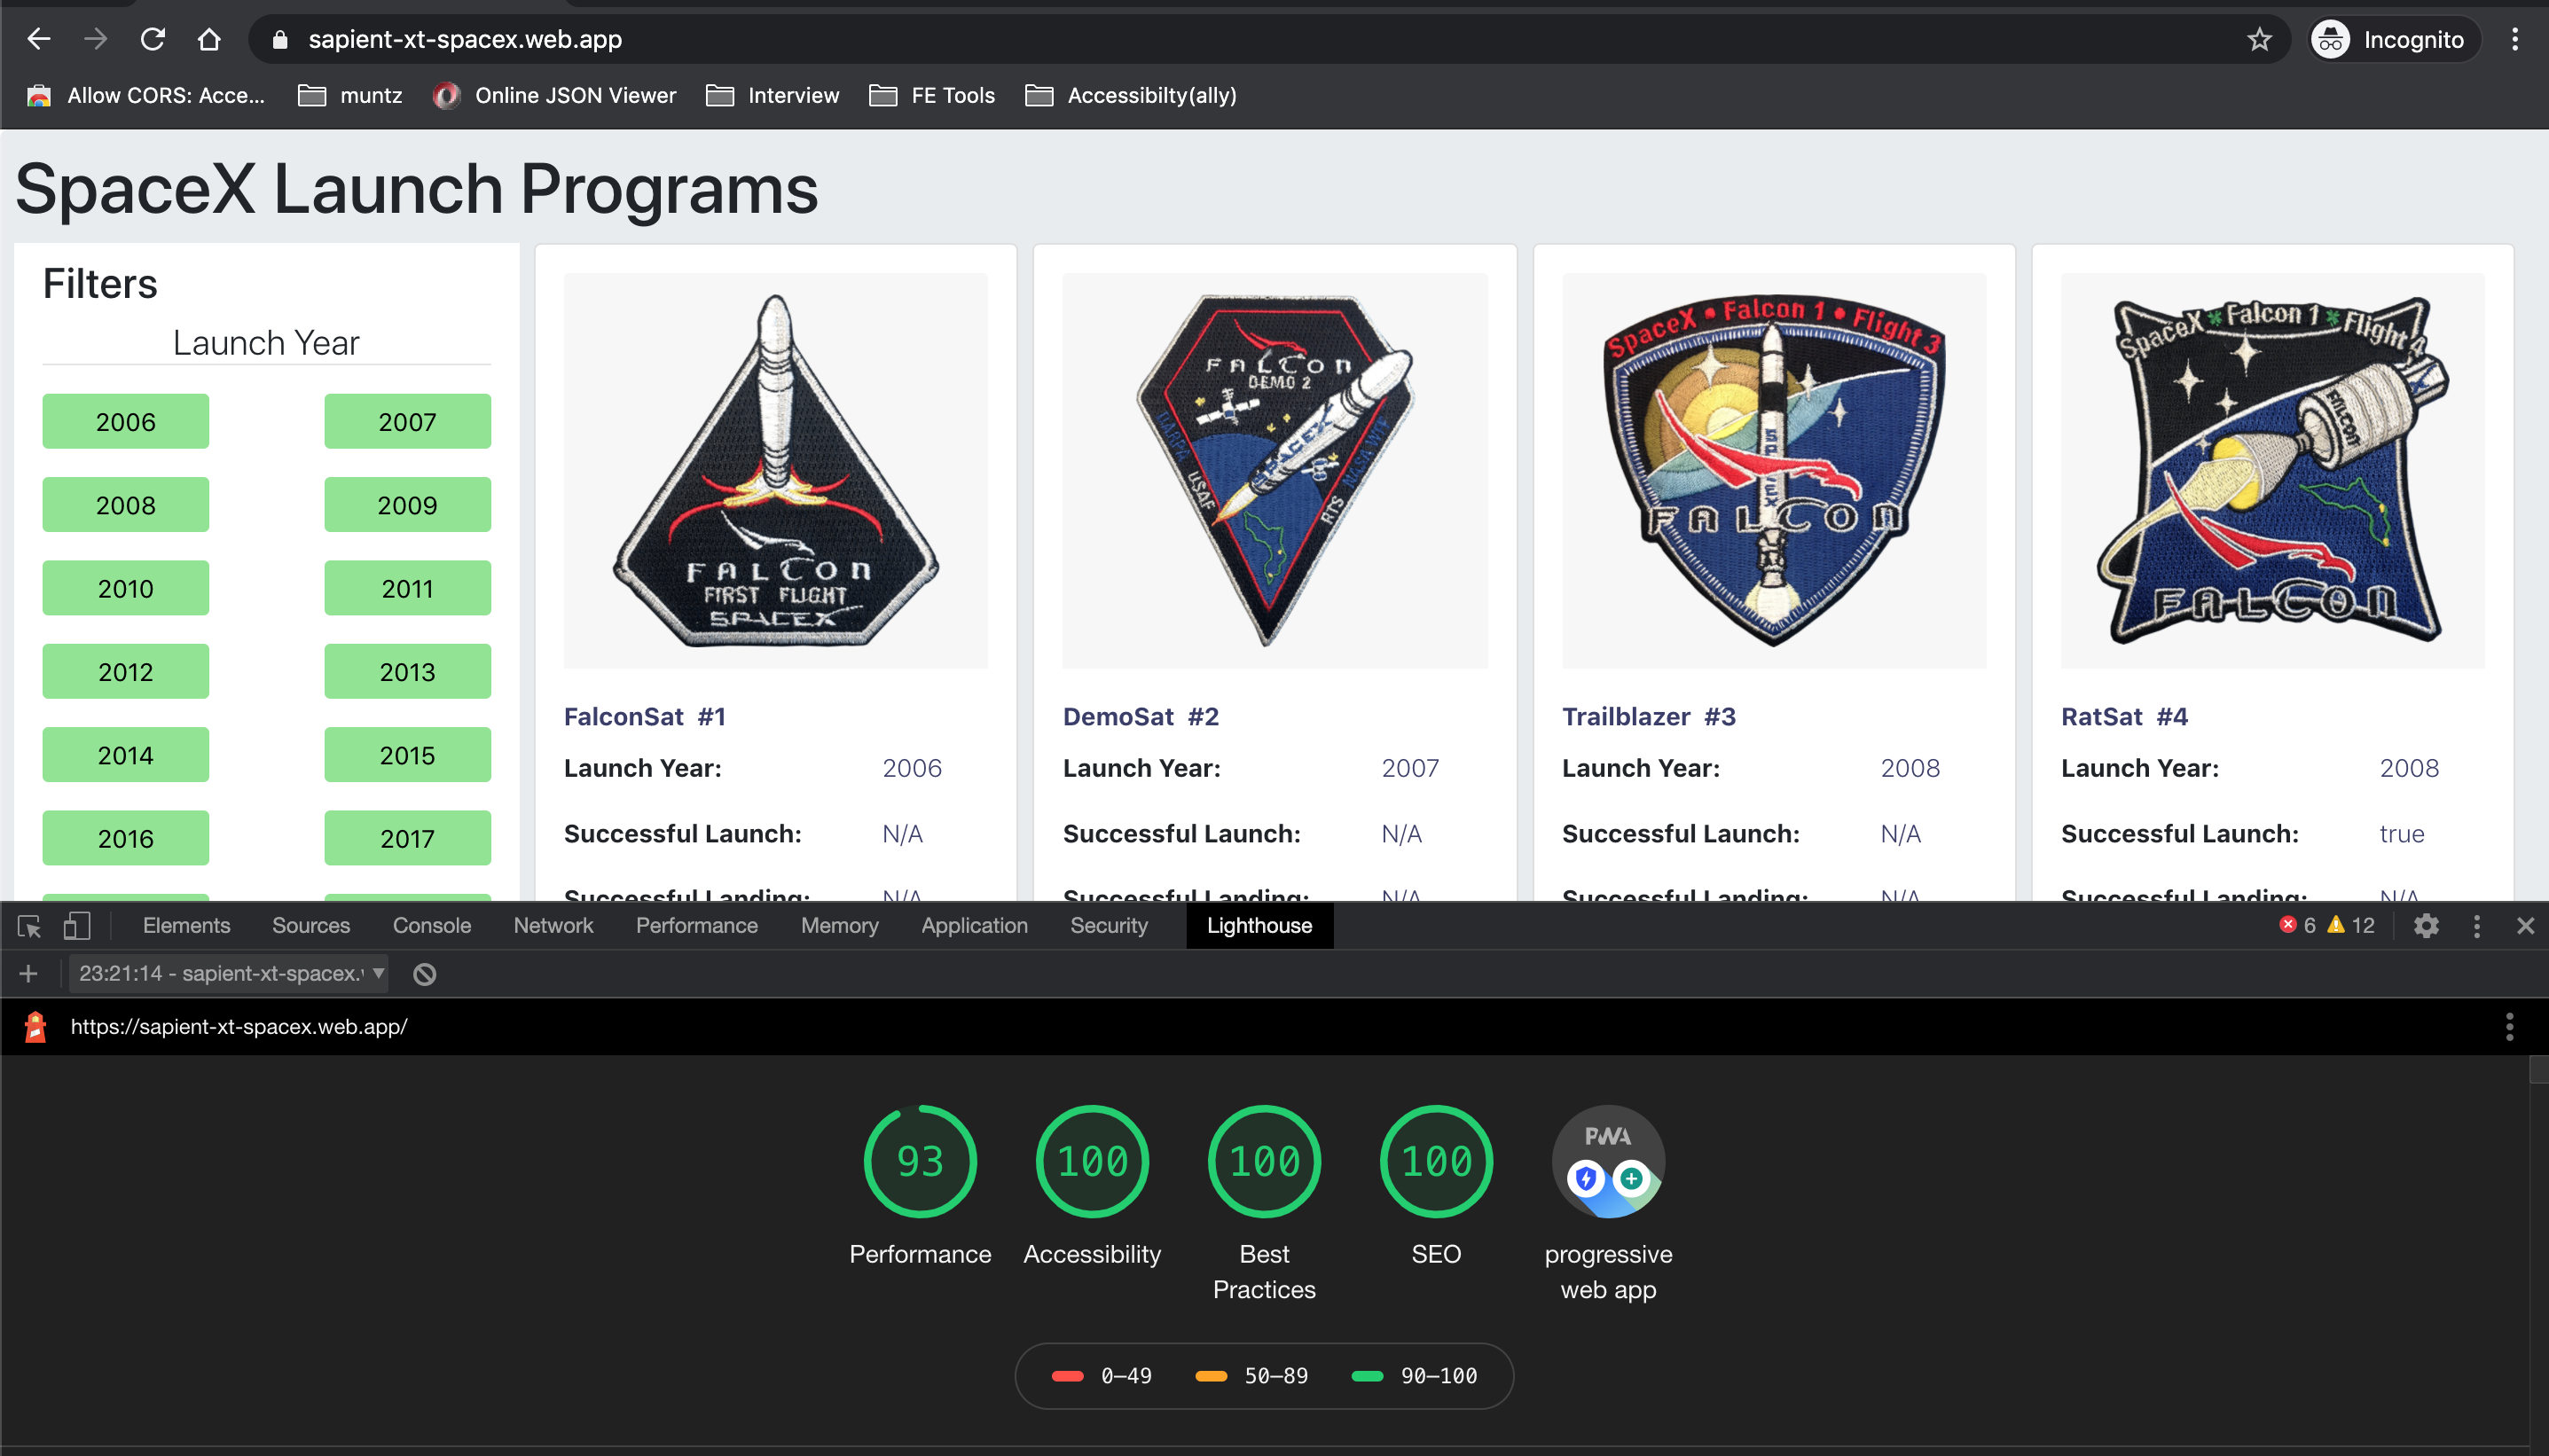 sapient-xt-spacex.web.app
Incognito
Allow CORS: Acce...
muntz
Online JSON Viewer
Interview
FE Tools
Accessibilty(ally)
SpaceX Launch Programs
Filters
Launch Year
2006
2007
2008
2009
2010
2011
2012
2013
2014
2015
2016
2017
FALCON
FIRST FLIGHT
SPACEX
FALCON
DEMO 2
SPACEX
DARPA USAF
RTS NASA
SpaceX • Falcon 1 • Flight 3
FALCON
SpaceX Falcon 1 Flight 4
FALCON
FALCON
FalconSat #1
Launch Year: 2006
Successful Launch: N/A
Successful Landing: N/A
DemoSat #2
Launch Year: 2007
Successful Launch: N/A
Successful Landing: N/A
Trailblazer #3
Launch Year: 2008
Successful Launch: N/A
Successful Landing: N/A
RatSat #4
Launch Year: 2008
Successful Launch: true
Successful Landing: N/A
Elements
Sources
Console
Network
Performance
Memory
Application
Security
Lighthouse
6
12
23:21:14 - sapient-xt-spacex.
https://sapient-xt-spacex.web.app/
93
100
100
100
PWA
Performance
Accessibility
Best
Practices
SEO
progressive
web app
0–49
50–89
90–100